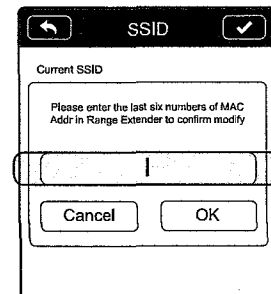 SSID
Current SSID
Please enter the last six numbers of MAC
Addr in Range Extender to confirm modify
Cancel
OK